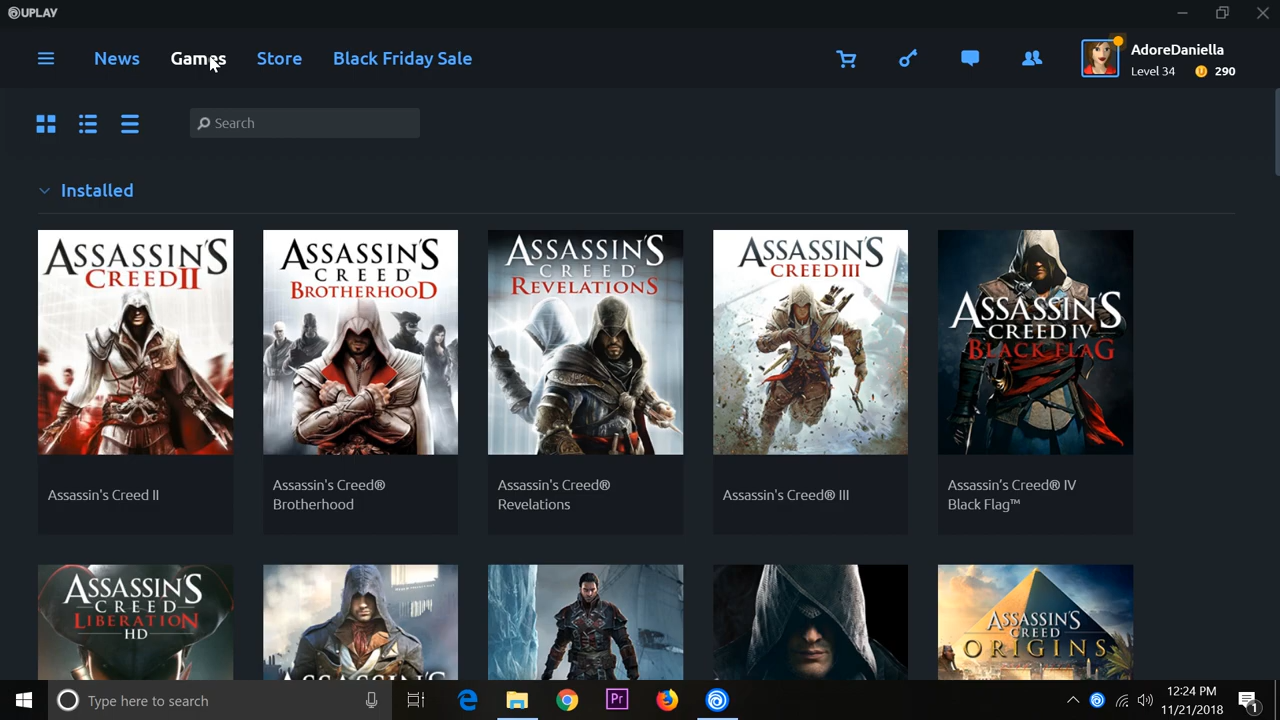 UPLAY
News
Games
Store
Black Friday Sale
AdoreDaniella
Level 34
290
Search
Installed
ASSASSIN'S
CREED II
ASSASSIN'S
CREED
BROTHERHOOD
ASSASSIN'S
CREED
REVELATIONS
ASSASSIN'S
CREED III
ASSASSIN'S
CREED IV
BLACK FLAG
Assassin's Creed II
Assassin's Creed®
Brotherhood
Assassin's Creed®
Revelations
Assassin's Creed® III
Assassin's Creed® IV
Black Flag™
ASSASSIN'S
CREED
LIBERATION
HD
ASSASSIN'S
ASSASSIN'S
CREED
ORIGINS
Type here to search
Pr
12:24 PM
11/21/2018
1